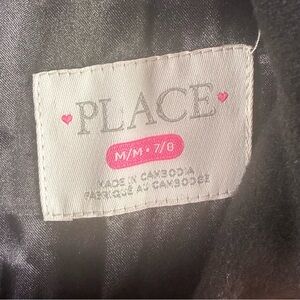 PLACE
M/M • 7/8
MADE IN CAMBODIA
FABRIQUÉ AU CAMBODGE